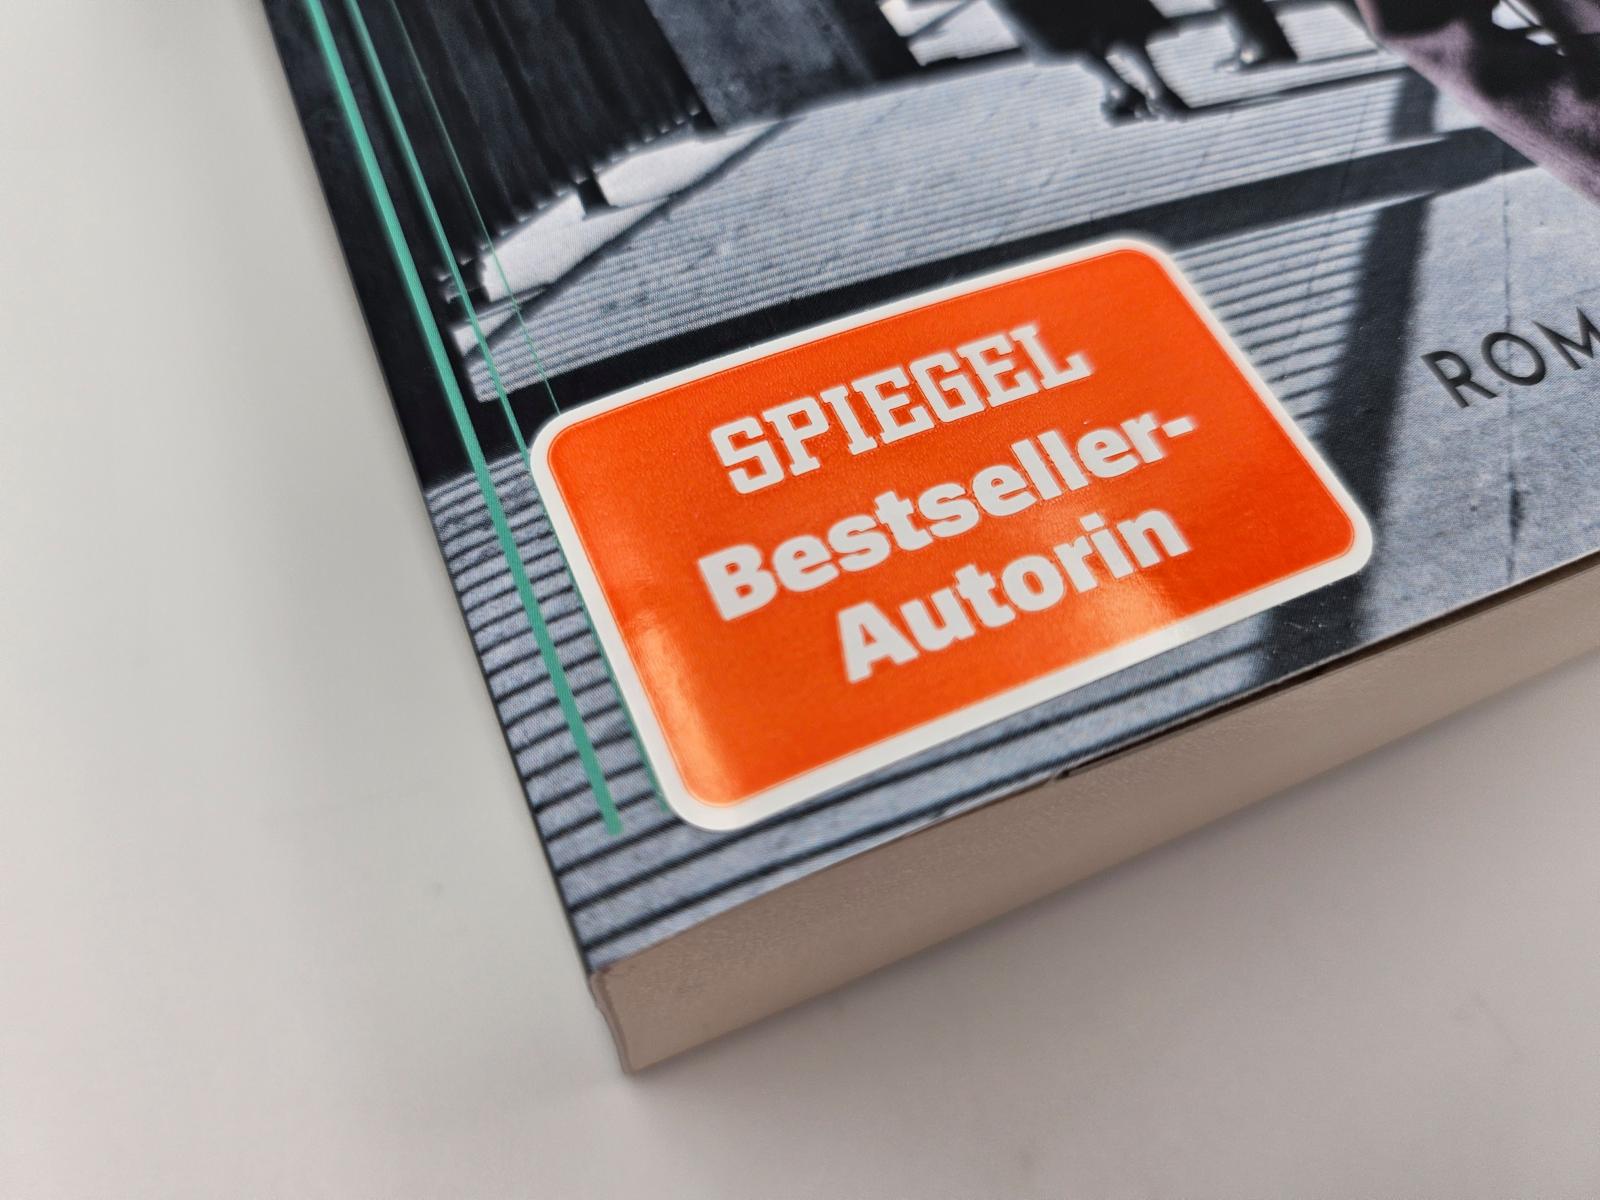 SPIEGEL
Bestseller-
Autorin
ROM